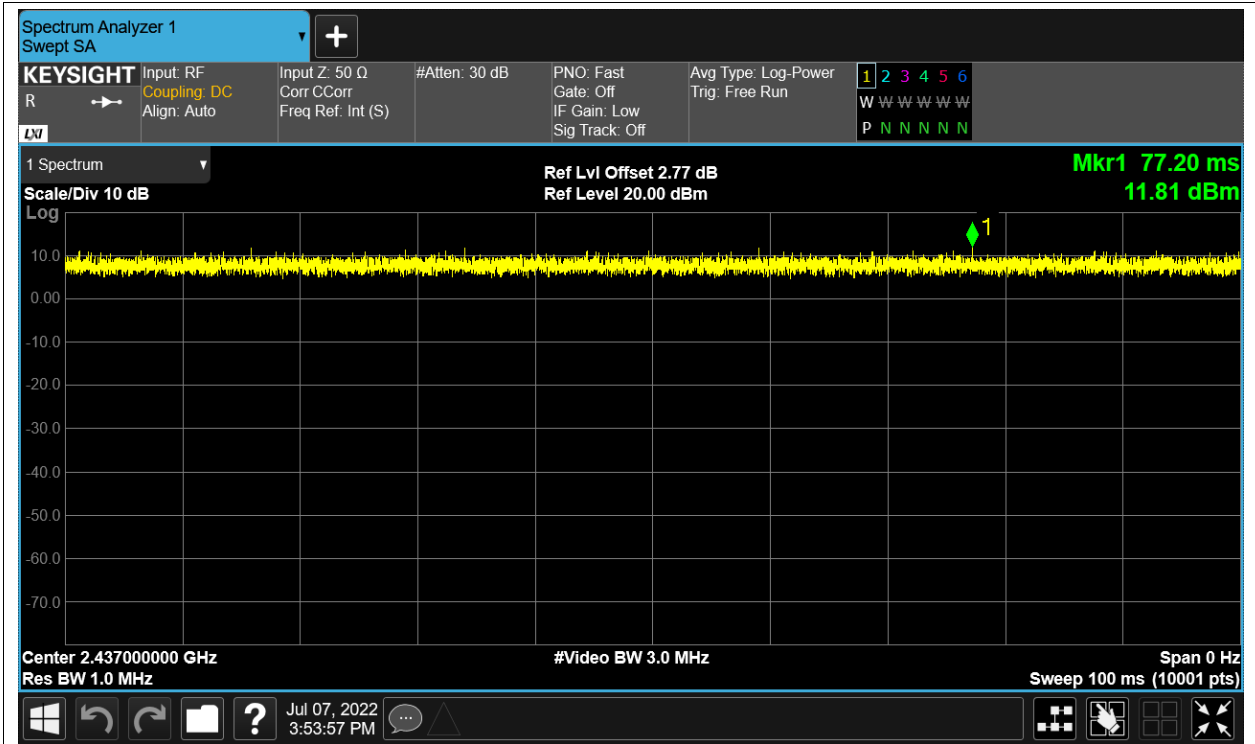 Spectrum Analyzer 1
Swept SA
KEYSIGHT
R
LXI
Input: RF
Coupling: DC
Align: Auto
Input Z: 50 Ω
Corr CCorr
Freq Ref: Int (S)
#Atten: 30 dB
PNO: Fast
Gate: Off
IF Gain: Low
Sig Track: Off
Avg Type: Log-Power
Trig: Free Run
1 2 3 4 5 6
W W W W W W
P N N N N N
1 Spectrum
Scale/Div 10 dB
Log
Ref Lvl Offset 2.77 dB
Ref Level 20.00 dBm
Mkr1 77.20 ms
11.81 dBm
1
10.0
0.00
-10.0
-20.0
-30.0
-40.0
-50.0
-60.0
-70.0
Center 2.437000000 GHz
Res BW 1.0 MHz
#Video BW 3.0 MHz
Span 0 Hz
Sweep 100 ms (10001 pts)
?
Jul 07, 2022
3:53:57 PM